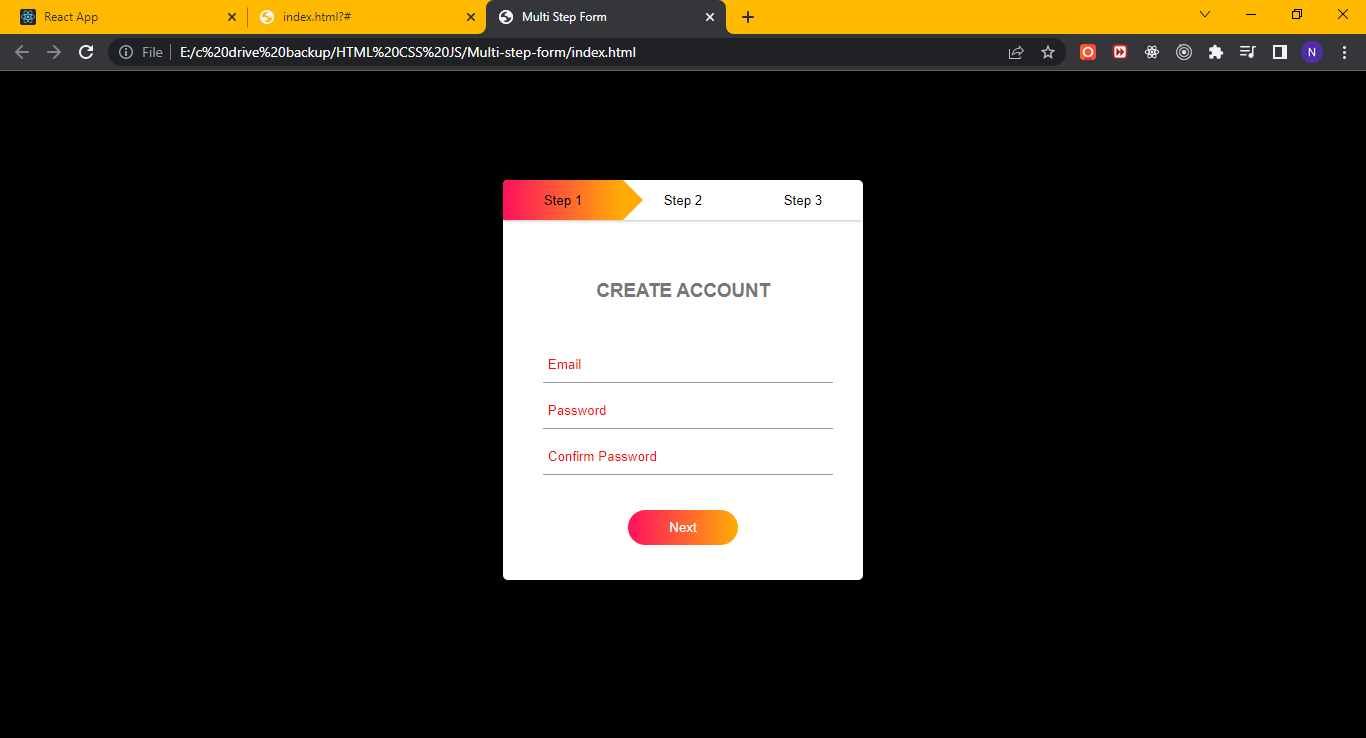 React App
index.html?#
Multi Step Form
File
E:/c%20drive%20backup/HTML%20CSS%20JS/Multi-step-form/index.html
N
Step 1 Step 2 Step 3
CREATE ACCOUNT
Email
Password
Confirm Password
Next